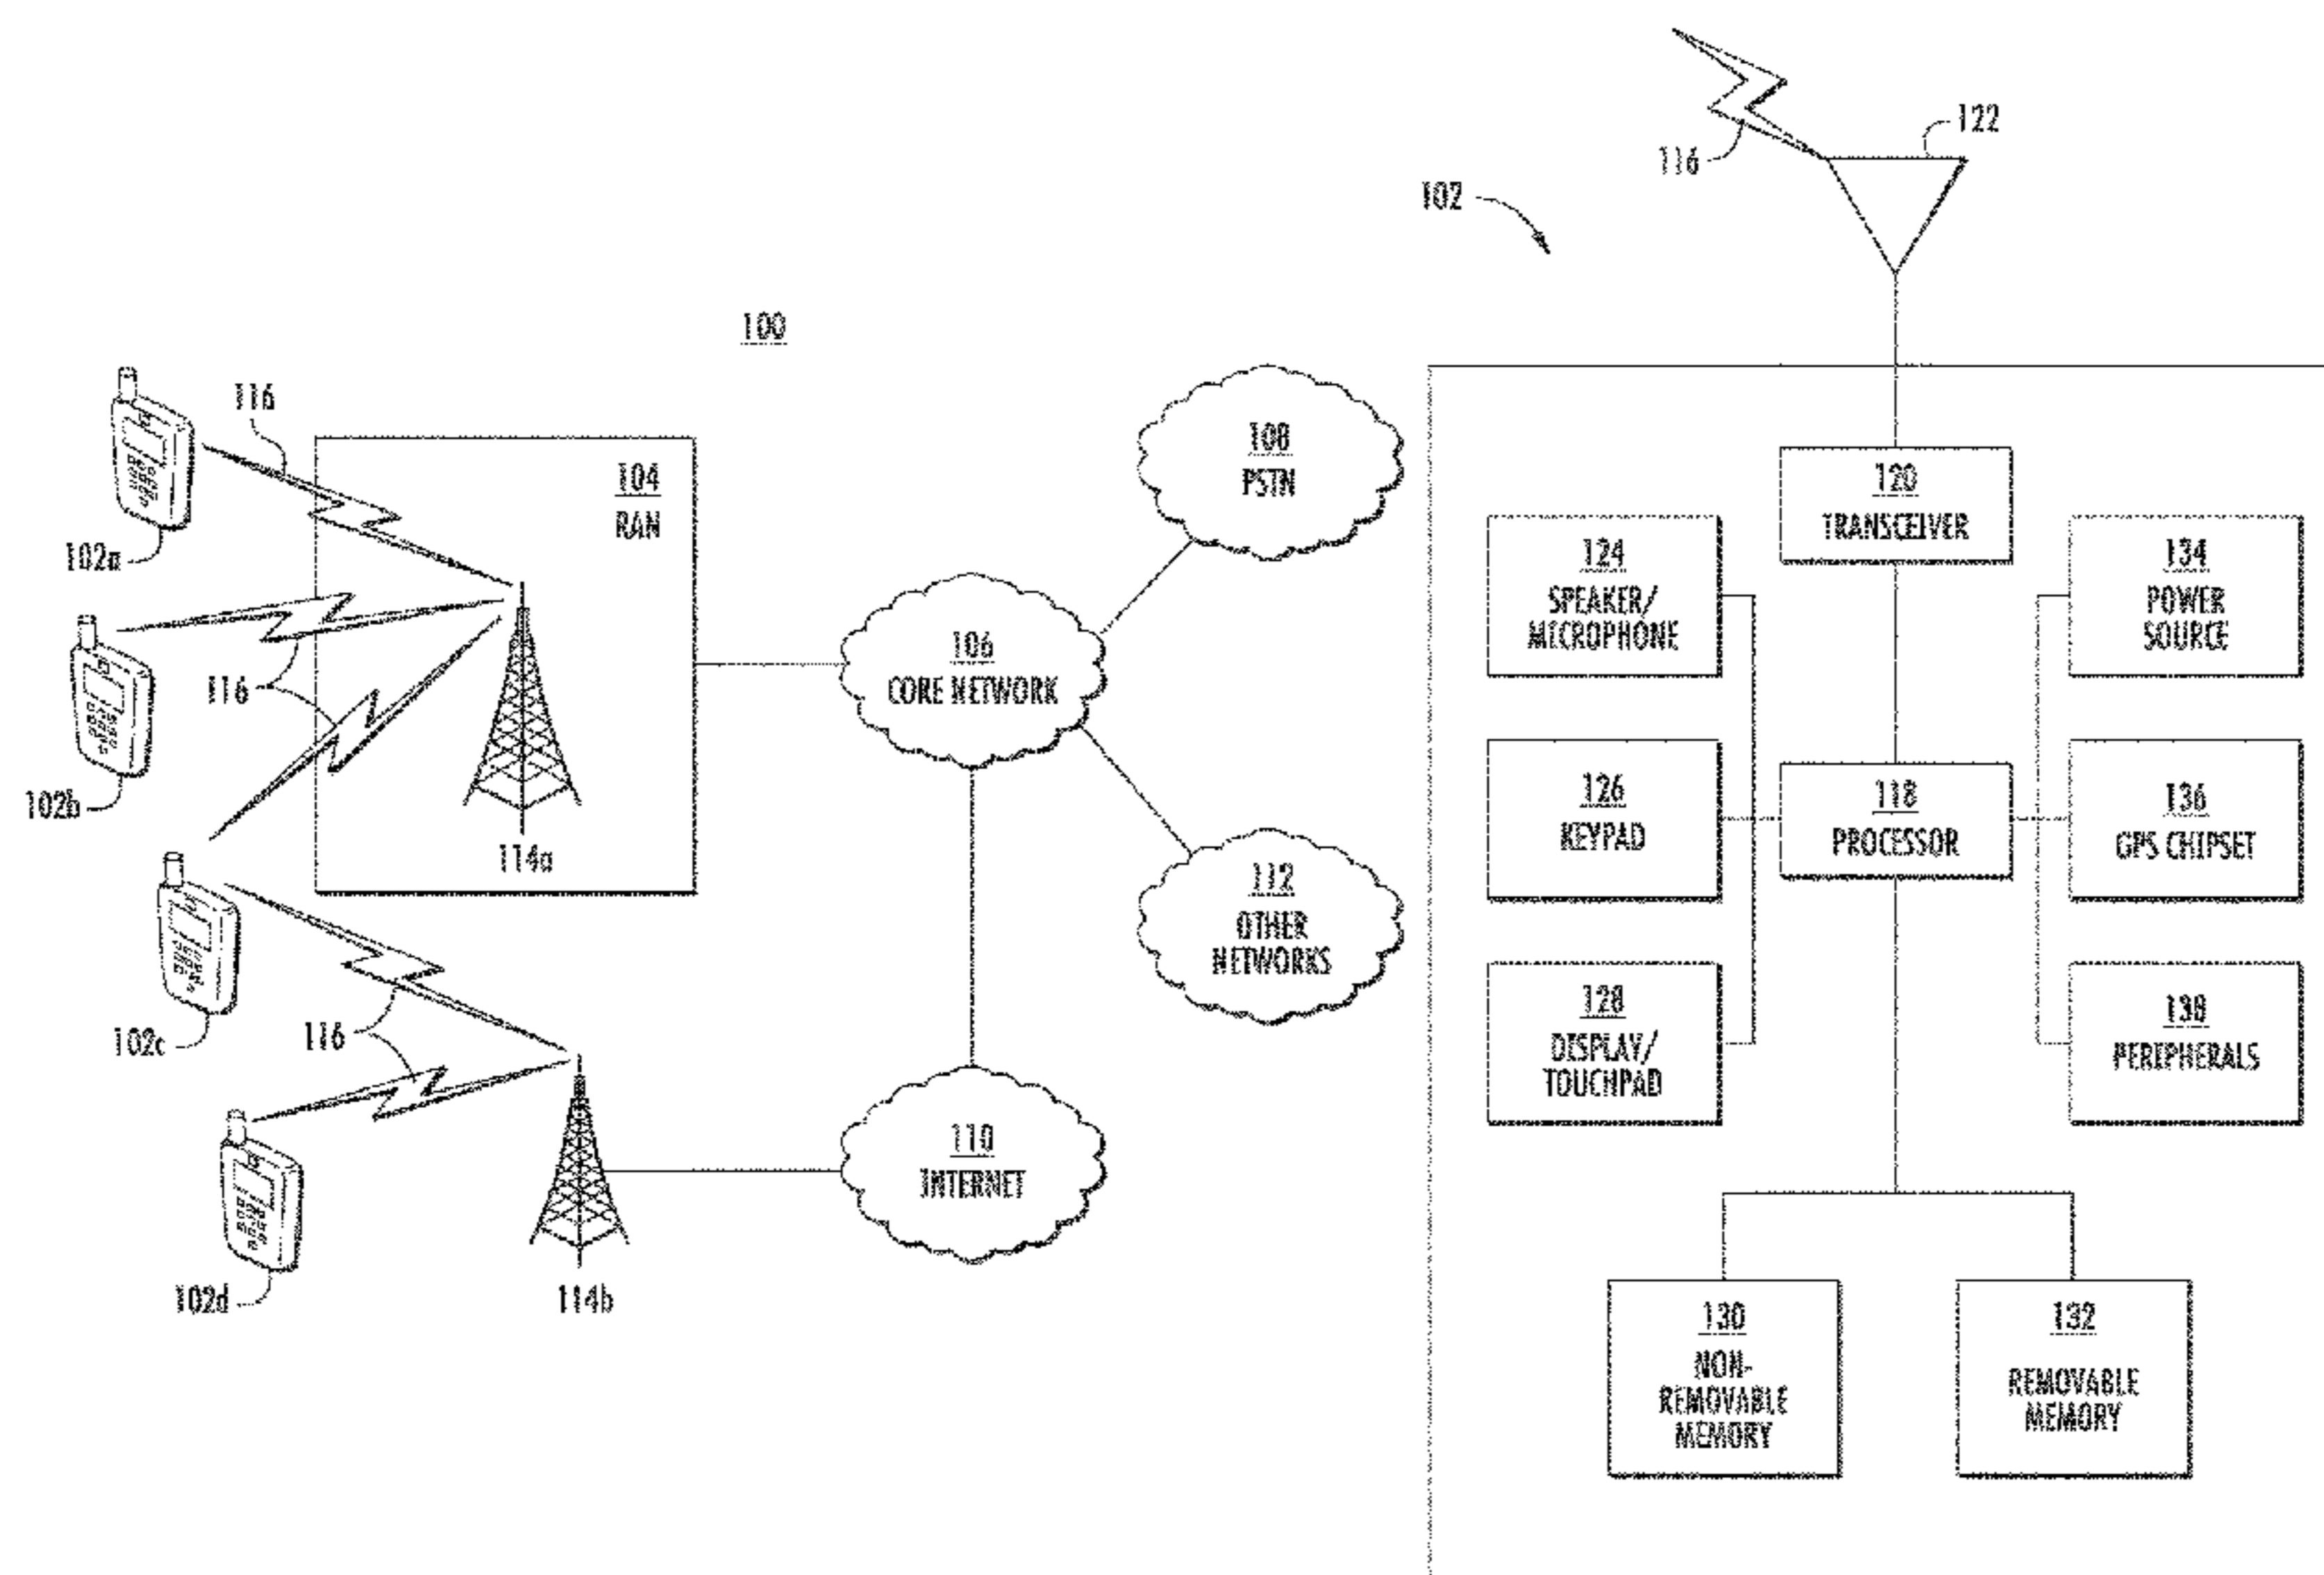 100
116
102a
104
RAN
116
102b
114a
102c
116
102d
114b
106
CORE NETWORK
108
PSTN
112
OTHER
NETWORKS
110
INTERNET
102
116
122
120
TRANSCEIVER
124
SPEAKER/
MICROPHONE
134
POWER
SOURCE
126
KEYPAD
118
PROCESSOR
136
GPS CHIPSET
128
DISPLAY/
TOUCHPAD
138
PERIPHERALS
130
NON-
REMOVABLE
MEMORY
132
REMOVABLE
MEMORY